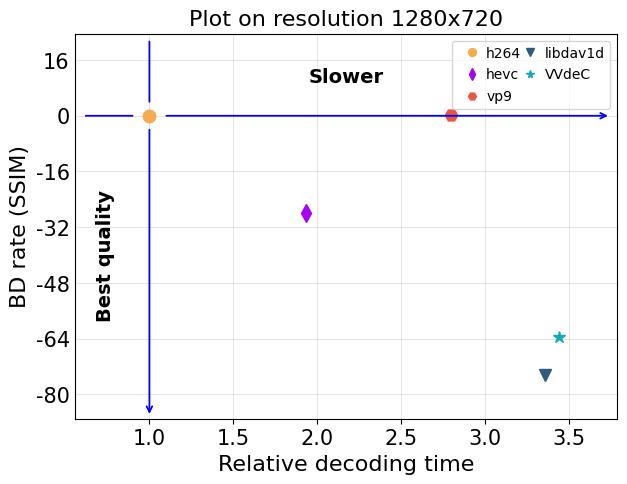 Plot on resolution 1280x720
h264
hevc
vp9
libdav1d
VVdeC
Slower
Best quality
BD rate (SSIM)
16
0
-16
-32
-48
-64
-80
1.0 1.5 2.0 2.5 3.0 3.5
Relative decoding time